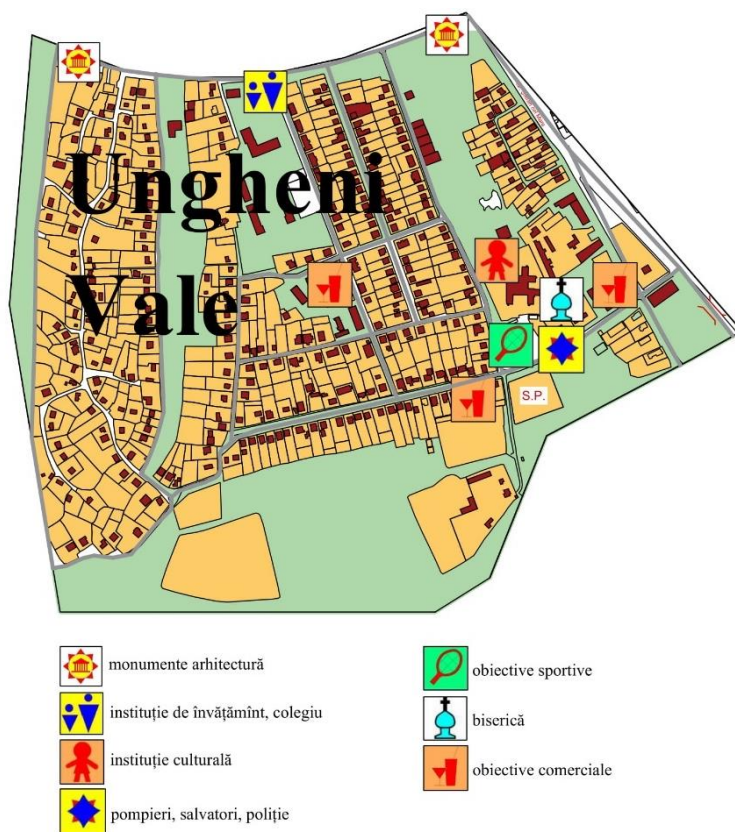 Ungheni
Vale
S.P.
monumente arhitectură
instituție de învățămînt, colegiu
instituție culturală
pompieri, salvatori, poliție
obiective sportive
biserică
obiective comerciale